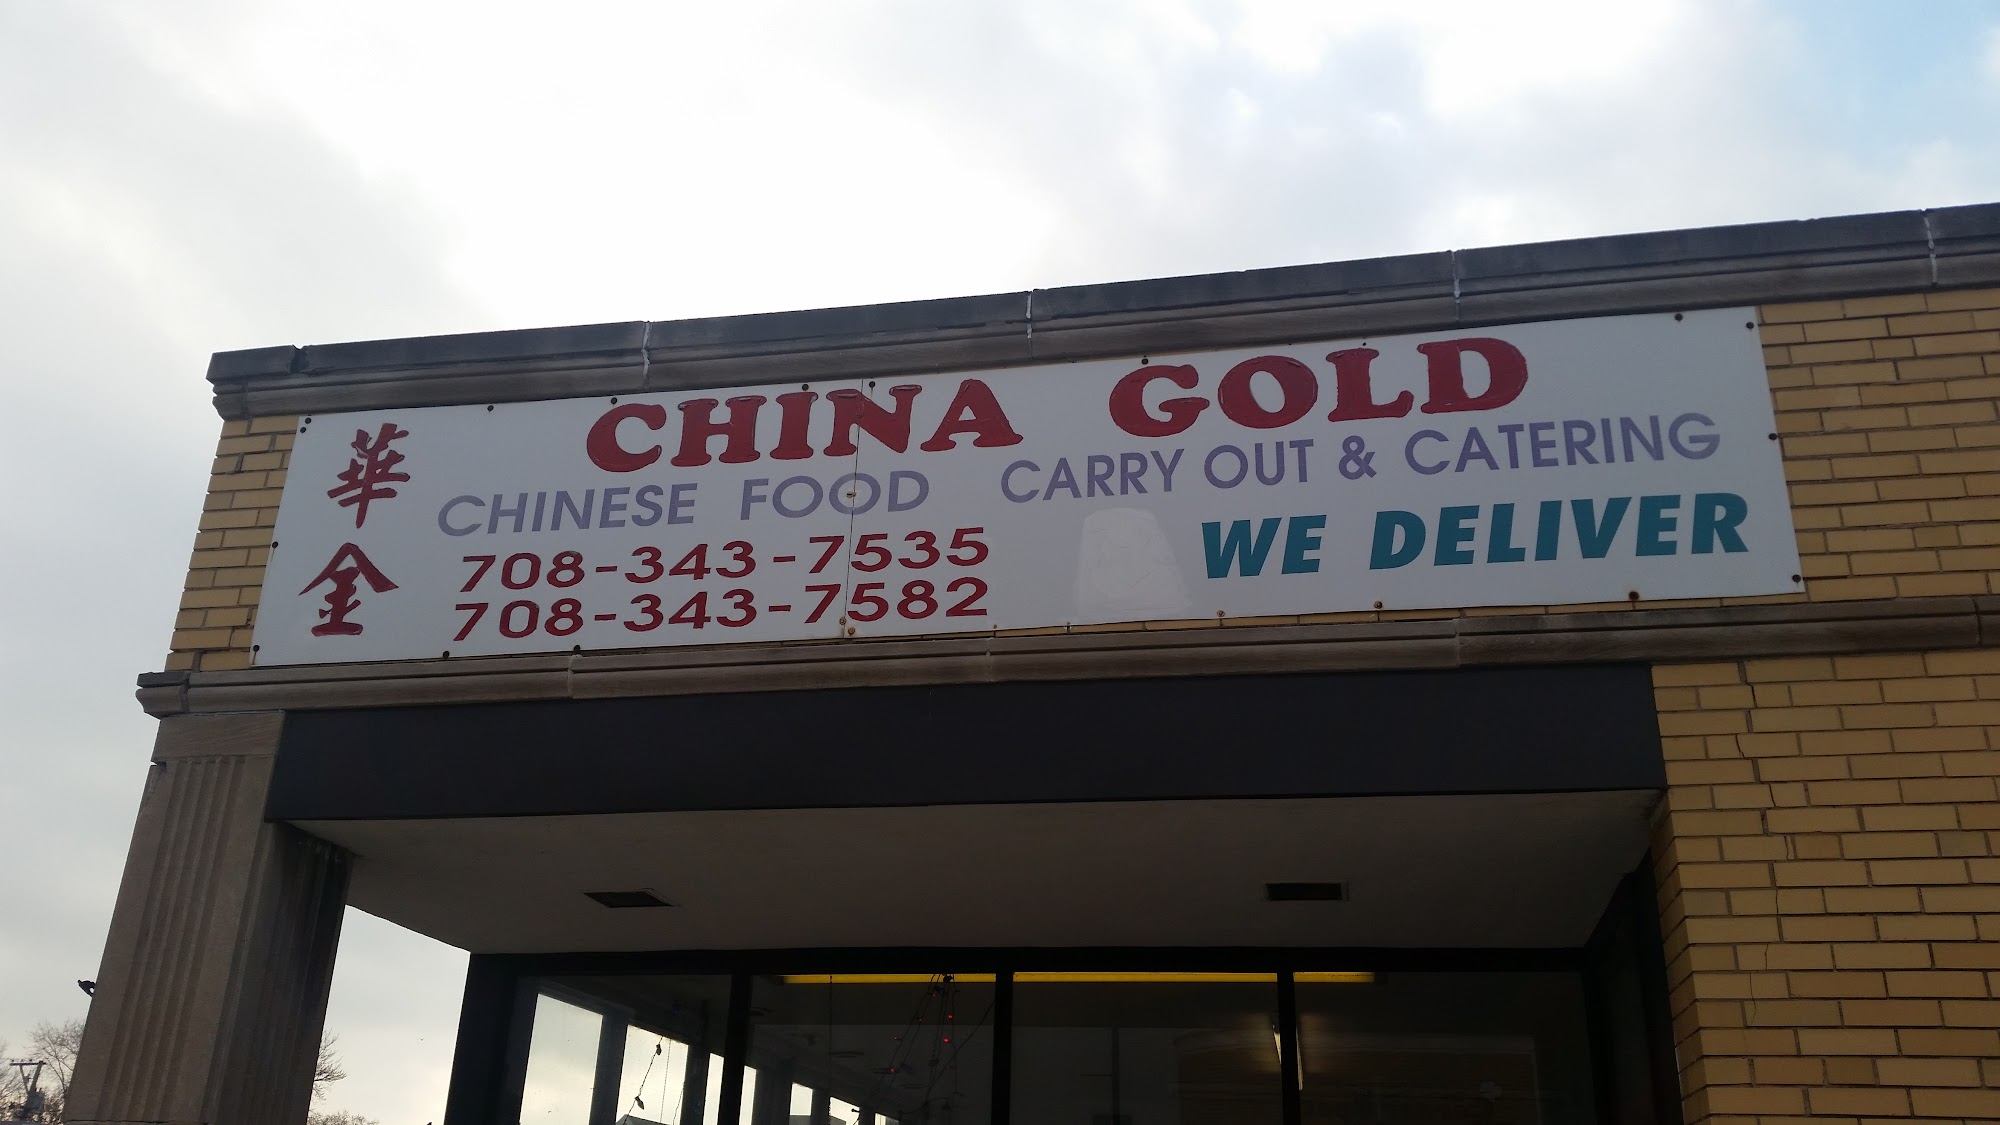 華金
CHINA GOLD
CHINESE FOOD CARRY OUT & CATERING
708-343-7535
708-343-7582
WE DELIVER